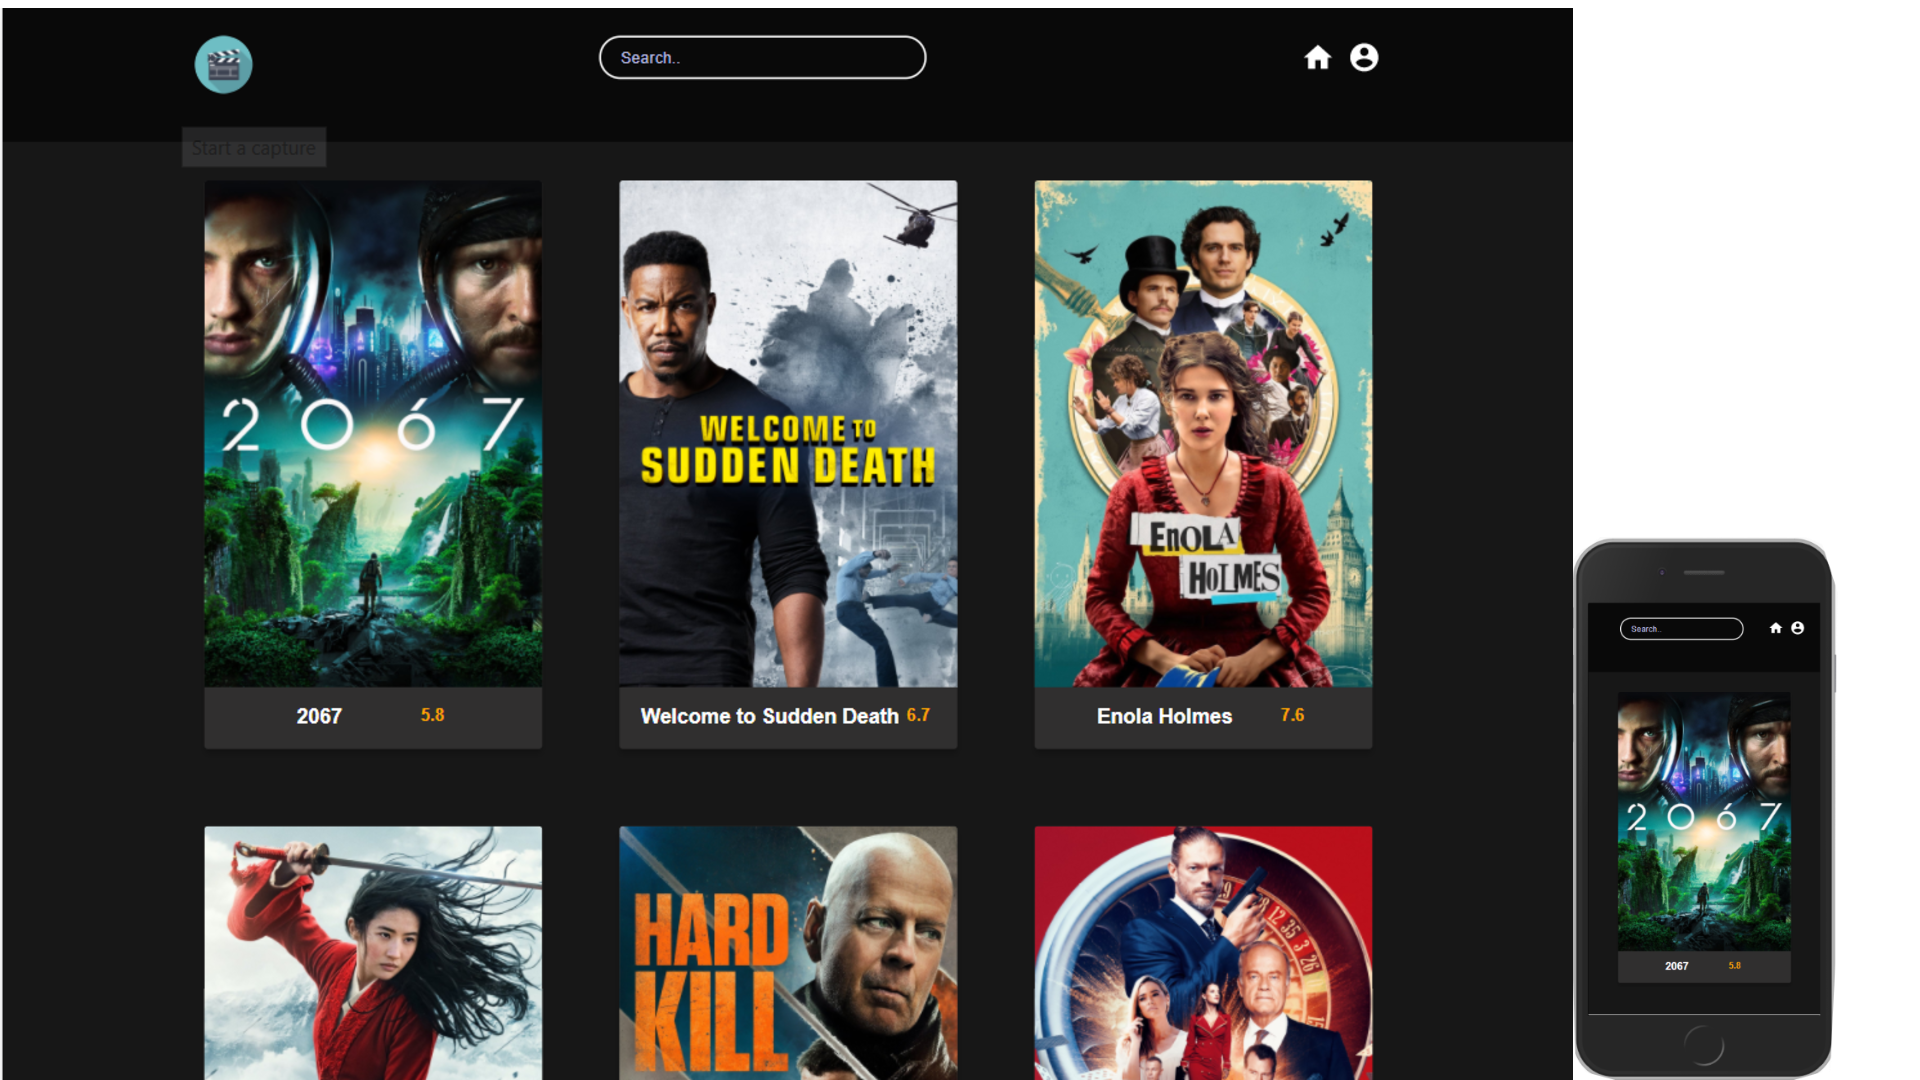 Search..
Start a capture
2067
WELCOME TO
SUDDEN DEATH
ENOLA
HOLMES
2067 5.8
Welcome to Sudden Death 6.7
Enola Holmes 7.6
HARD
KILL
Search..
2067
2067 5.8